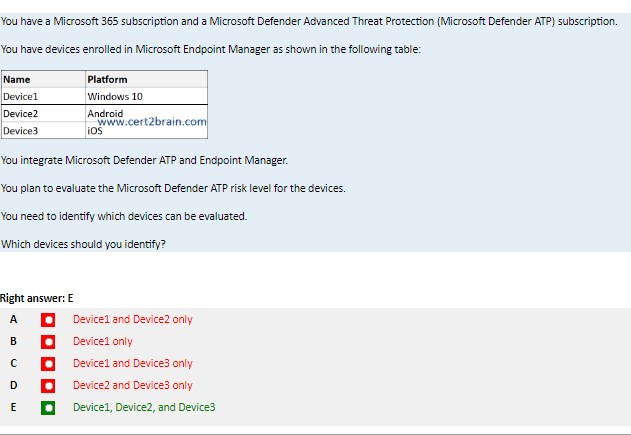 You have a Microsoft 365 subscription and a Microsoft Defender Advanced Threat Protection (Microsoft Defender ATP) subscription.
You have devices enrolled in Microsoft Endpoint Manager as shown in the following table:
Name Platform
Device1 Windows 10
Device2 Android
www.cert2brain.com
Device3 iOS
You integrate Microsoft Defender ATP and Endpoint Manager.
You plan to evaluate the Microsoft Defender ATP risk level for the devices.
You need to identify which devices can be evaluated.
Which devices should you identify?
Right answer: E
A Device1 and Device2 only
B Device1 only
C Device1 and Device3 only
D Device2 and Device3 only
E Device1, Device2, and Device3